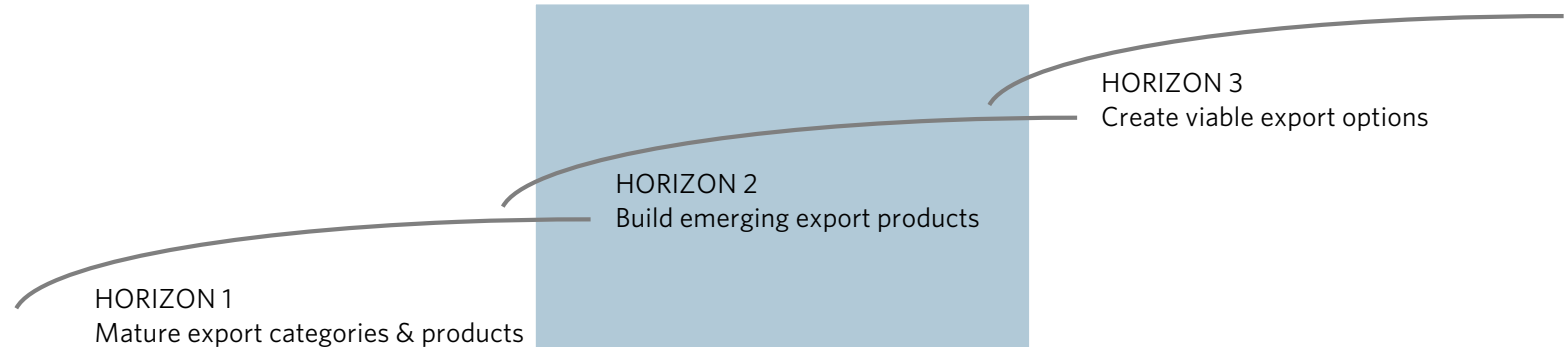 HORIZON 3
Create viable export options
HORIZON 2
Build emerging export products
HORIZON 1
Mature export categories & products